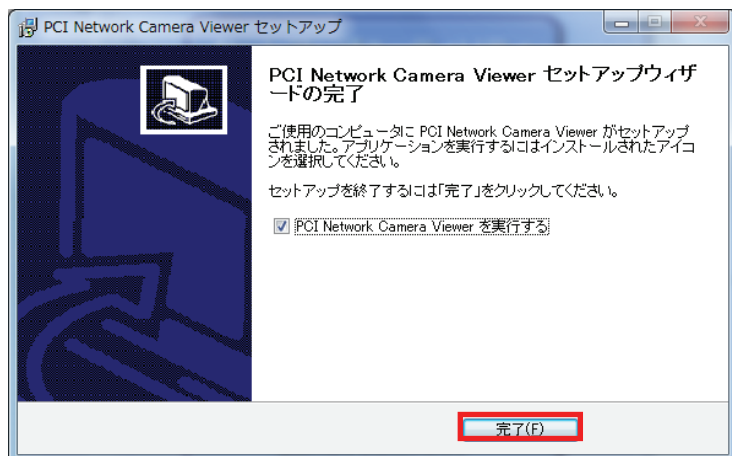 PCI Network Camera Viewer セットアップ
PCI Network Camera Viewer セットアップウィザ
ードの完了
ご使用のコンピュータに PCI Network Camera Viewer がセットアップ
されました。アプリケーションを実行するにはインストールされたアイコ
ンを選択してください。
セットアップを終了するには「完了」をクリックしてください。
PCI Network Camera Viewer を実行する
完了(F)